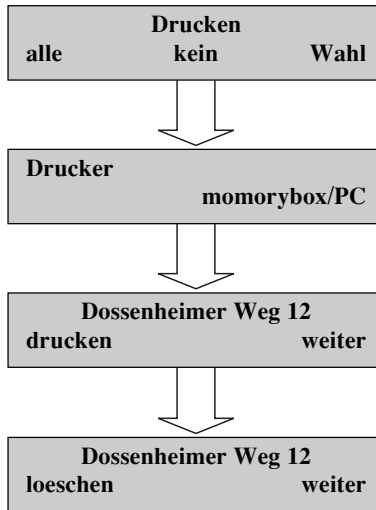 Drucken
alle kein Wahl
Drucker
momorybox/PC
Dossenheimer Weg 12
drucken weiter
Dossenheimer Weg 12
loeschen weiter